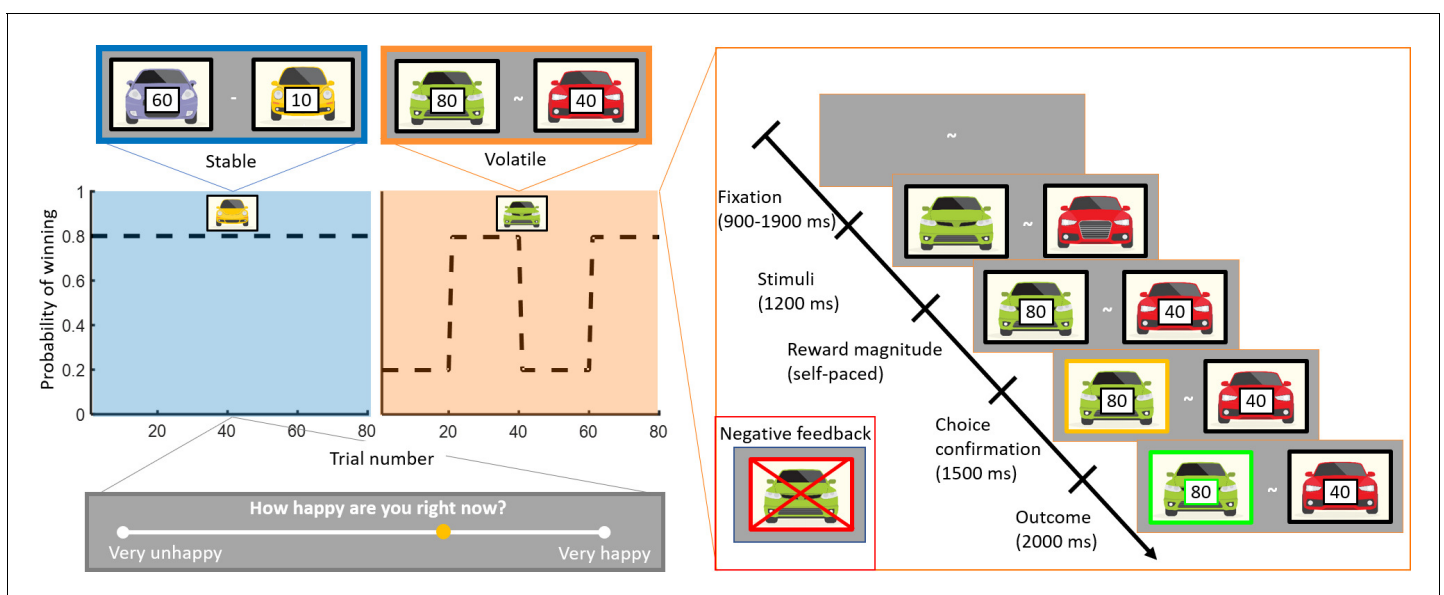 60 - 10
80 ~ 40
Stable
Volatile
Probability of winning
1
0.8
0.6
0.4
0.2
0
20 40 60 80
20 40 60 80
Trial number
How happy are you right now?
Very unhappy
Very happy
~
Fixation
(900-1900 ms)
~
Stimuli
(1200 ms)
80 ~ 40
Reward magnitude
(self-paced)
80 ~ 40
Choice
confirmation
(1500 ms)
80 ~ 40
Outcome
(2000 ms)
Negative feedback